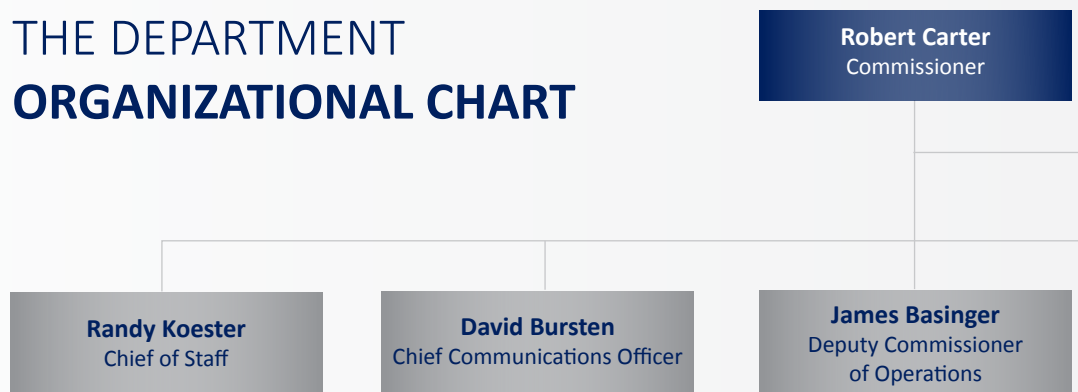 THE DEPARTMENT
ORGANIZATIONAL CHART
Robert Carter
Commissioner
Randy Koester
Chief of Staff
David Bursten
Chief Communications Officer
James Basinger
Deputy Commissioner
of Operations